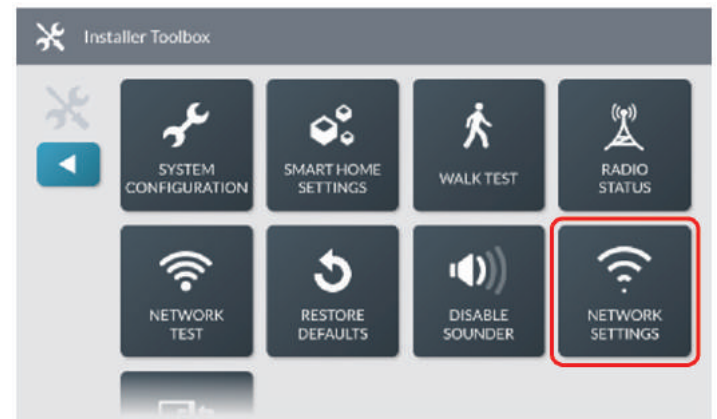 Installer Toolbox
SYSTEM
CONFIGURATION
SMART HOME
SETTINGS
WALK TEST
RADIO
STATUS
NETWORK
TEST
RESTORE
DEFAULTS
DISABLE
SOUNDER
NETWORK
SETTINGS